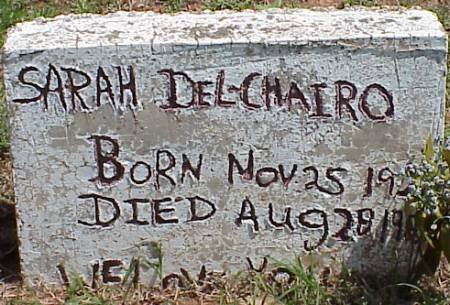 SARAH DEL-CHAIRO
BORN NOV 25
DIED AUG 28